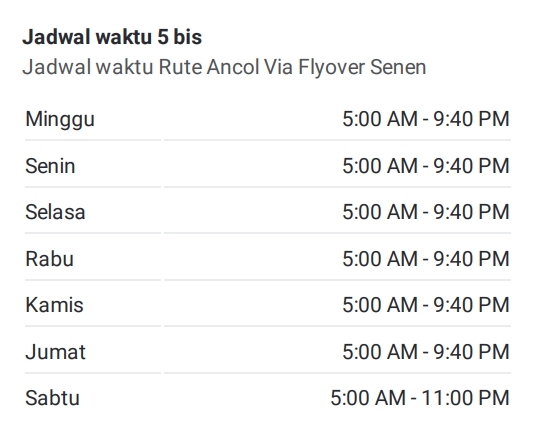 Jadwal waktu 5 bis
Jadwal waktu Rute Ancol Via Flyover Senen
Minggu 5:00 AM - 9:40 PM
Senin 5:00 AM - 9:40 PM
Selasa 5:00 AM - 9:40 PM
Rabu 5:00 AM - 9:40 PM
Kamis 5:00 AM - 9:40 PM
Jumat 5:00 AM - 9:40 PM
Sabtu 5:00 AM - 11:00 PM